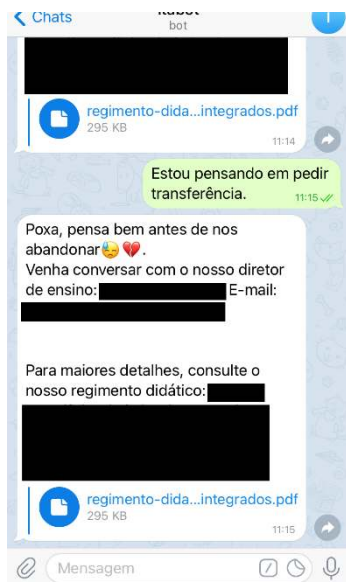 Chats
bot
regimento-dida...integrados.pdf
295 KB
11:14
Estou pensando em pedir
transferência.
11:15
Poxa, pensa bem antes de nos
abandonar😓💔.
Venha conversar com o nosso diretor
de ensino: E-mail:
Para maiores detalhes, consulte o
nosso regimento didático:
regimento-dida...integrados.pdf
295 KB
11:15
Mensagem